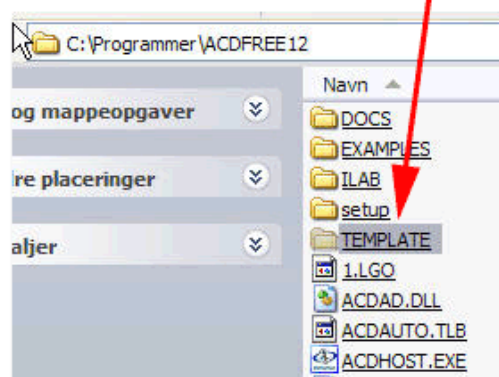 C:\Programmer\ACDFREE12
Navn
og mappeopgaver
DOCS
EXAMPLES
re placeringer
ILAB
setup
aljer
TEMPLATE
1.LGO
ACDAD.DLL
ACDAUTO.TLB
ACDHOST.EXE